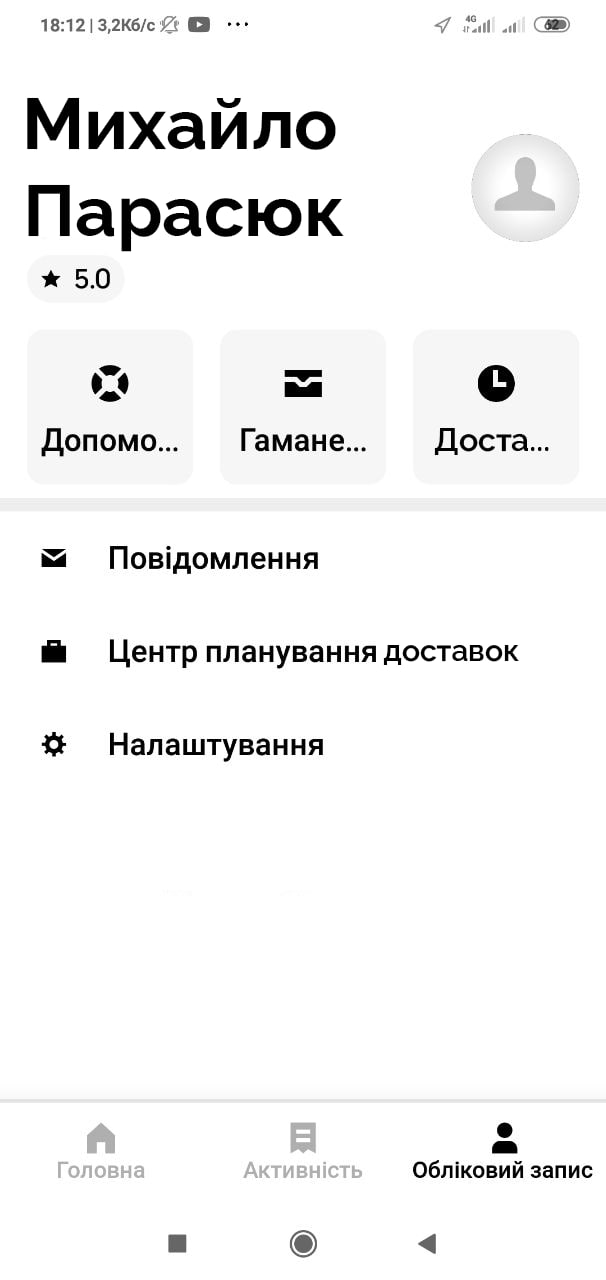 18:12 | 3,2Кб/с ...
4G 62
Михайло
Парасюк
5.0
Допомо... Гамане... Доста...
Повідомлення
Центр планування доставок
Налаштування
Головна Активність Обліковий запис